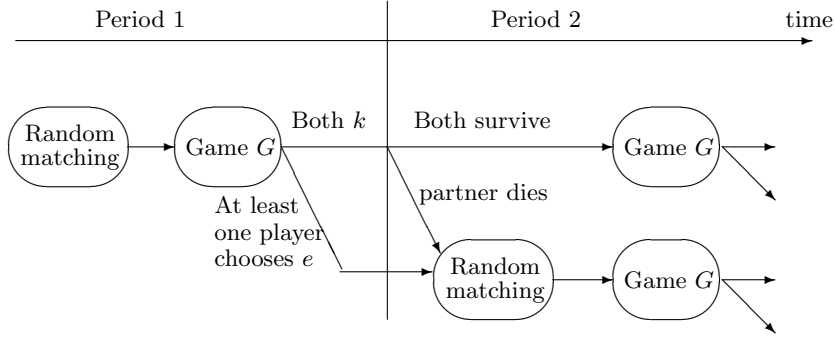 Period 1
Period 2
time
Both k
Both survive
Random
matching
Game G
Game G
partner dies
At least
one player
chooses e
Random
matching
Game G